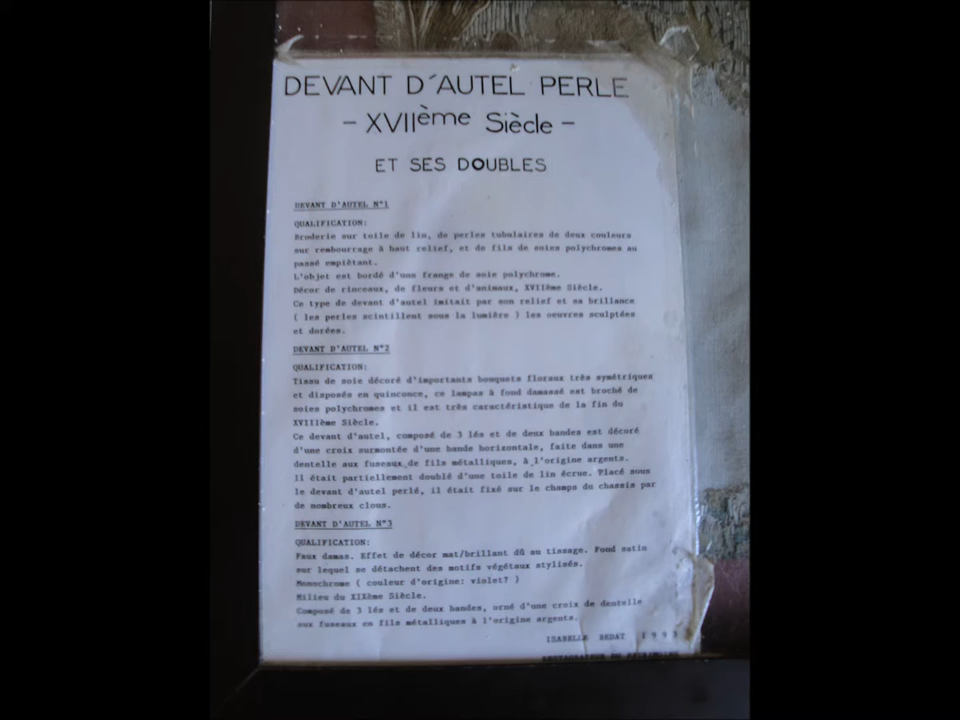 DEVANT D'AUTEL PERLE
- XVIIème Siècle -
ET SES DOUBLES
DEVANT D'AUTEL N°1
QUALIFICATION:
Broderie sur toile de lin, de perles tubulaires de deux couleurs
sur rembourrage à haut relief, et de fils de soies polychromes au
passé empiètant.
L'objet est bordé d'une frange de soie polychrome.
Décor de rinceaux, de fleurs et d'animaux, XVIIème Siècle.
Ce type de devant d'autel imitait par son relief et sa brillance
( les perles scintillent sous la lumière ) les oeuvres sculptées
et dorées.
DEVANT D'AUTEL N°2
QUALIFICATION:
Tissu de soie décoré d'importants bouquets floraux très symétriques
et disposés en quinconce, ce lampas à fond damassé est broché de
soies polychromes et il est très caractéristique de la fin du
XVIIIème Siècle.
Ce devant d'autel, composé de 3 lés et de deux bandes est décoré
d'une croix surmontée d'une bande horizontale, faite dans une
dentelle aux fuseaux de fils métalliques, à l'origine argents.
Il était partiellement doublé d'une toile de lin écrue. Placé sous
le devant d'autel perlé, il était fixé sur le champs du chassis par
de nombreux clous.
DEVANT D'AUTEL N°3
QUALIFICATION:
Faux damas. Effet de décor mat/brillant dû au tissage. Fond satin
sur lequel se détachent des motifs végétaux stylisés.
Monochrome ( couleur d'origine: violet? )
Milieu du XIXème Siècle.
Composé de 3 lés et de deux bandes, orné d'une croix de dentelle
aux fuseaux en fils métalliques à l'origine argents.
ISABELLE BEDAT 1993